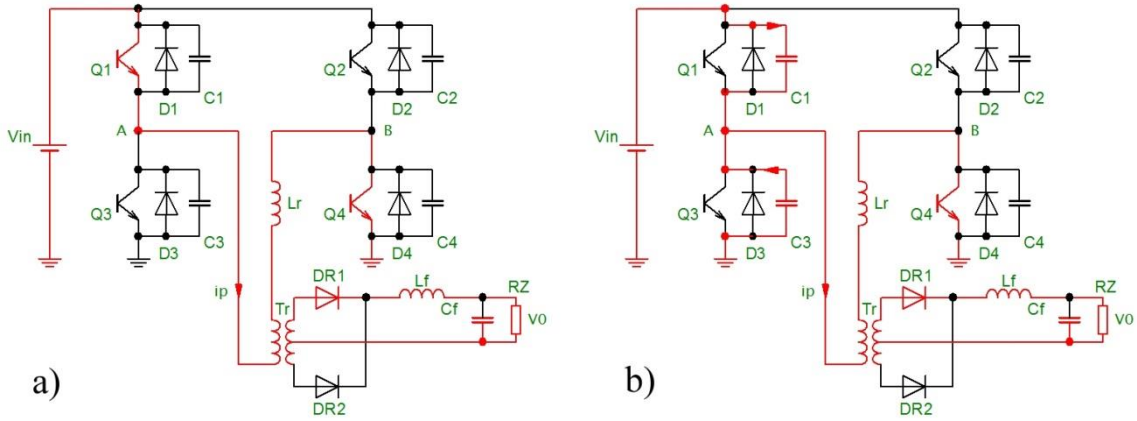 Q1
D1
C1
Q2
D2
C2
Vin
A
B
Q3
D3
C3
Lr
Q4
D4
C4
ip
Tr
DR1
Lf
Cf
RZ
V0
DR2
a)
Q1
D1
C1
Q2
D2
C2
Vin
A
B
Q3
D3
C3
Lr
Q4
D4
C4
ip
Tr
DR1
Lf
Cf
RZ
V0
DR2
b)